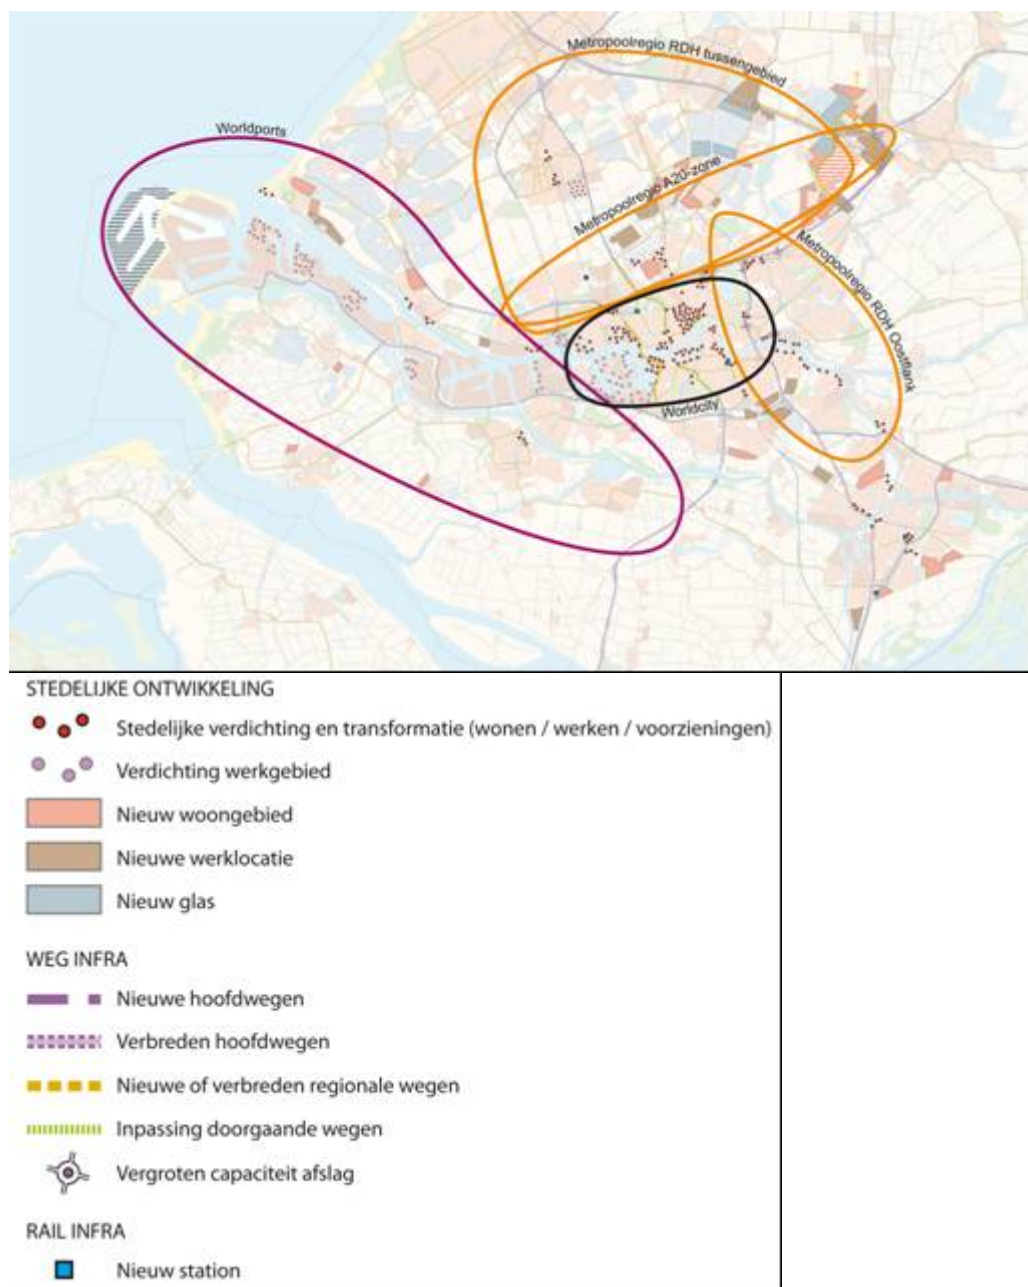 Metropoolregio RDH tussengebied
Worldports
Metropoolregio A20-zone
Metropoolregio RDH Oostflank
Worldcity
STEDELIJKE ONTWIKKELING
Stedelijke verdichting en transformatie (wonen / werken / voorzieningen)
Verdichting werkgebied
Nieuw woongebied
Nieuwe werklocatie
Nieuw glas
WEG INFRA
Nieuwe hoofdwegen
Verbreden hoofdwegen
Nieuwe of verbreden regionale wegen
Inpassing doorgaande wegen
Vergroten capaciteit afslag
RAIL INFRA
Nieuw station